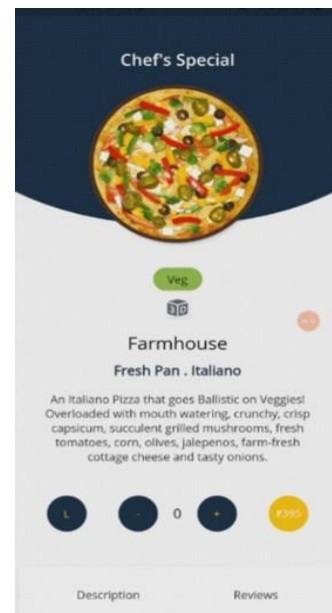 Chef's Special
Veg
3D
Farmhouse
Fresh Pan . Italiano
An Italiano Pizza that goes Ballistic on Veggies!
Overloaded with mouth watering, crunchy, crisp
capsicum, succulent grilled mushrooms, fresh
tomatoes, corn, olives, jalepenos, farm-fresh
cottage cheese and tasty onions.
L - 0 + ₹395
Description Reviews